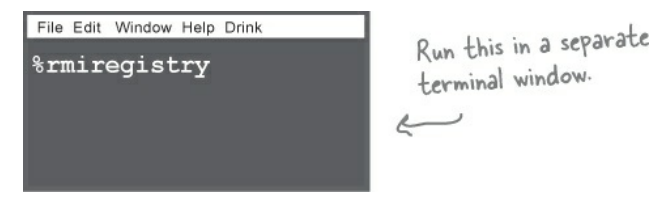 File Edit Window Help Drink
%rmiregistry
Run this in a separate
terminal window.